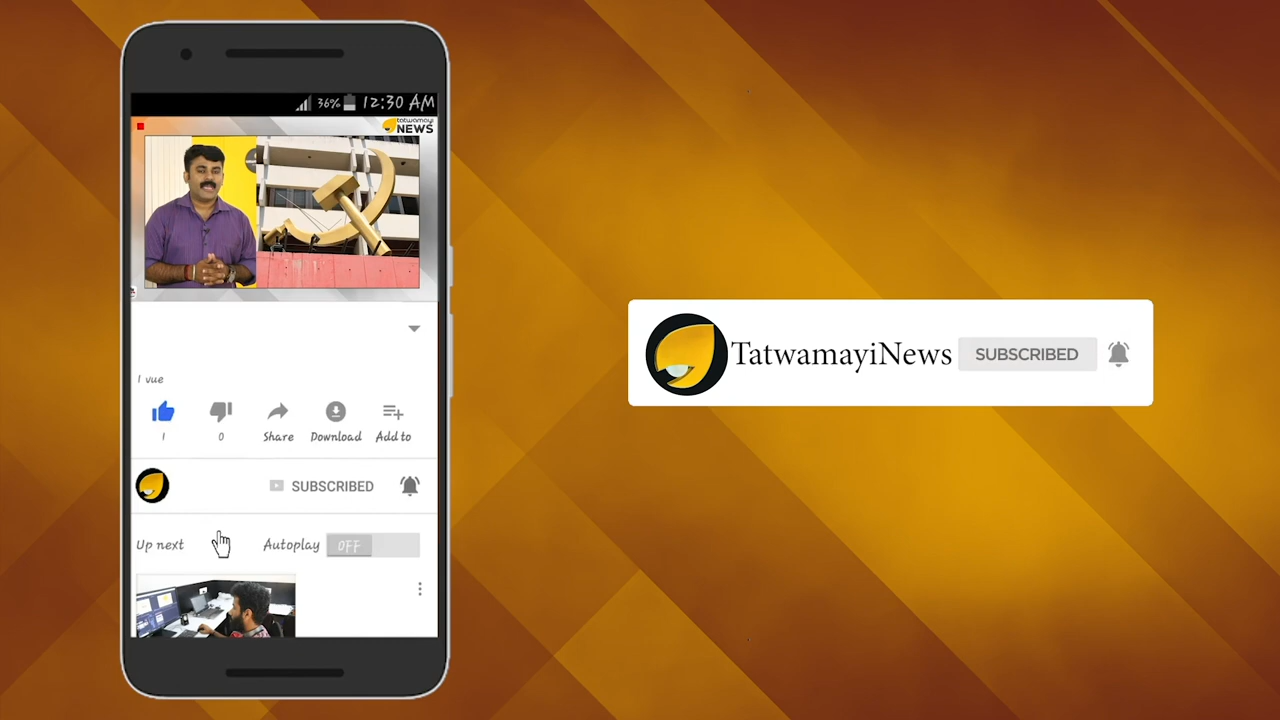 36% 12:30 AM
tatwamayi
NEWS
1 vue
1 0 Share Download Add to
SUBSCRIBED
Up next Autoplay OFF
TatwamayiNews SUBSCRIBED